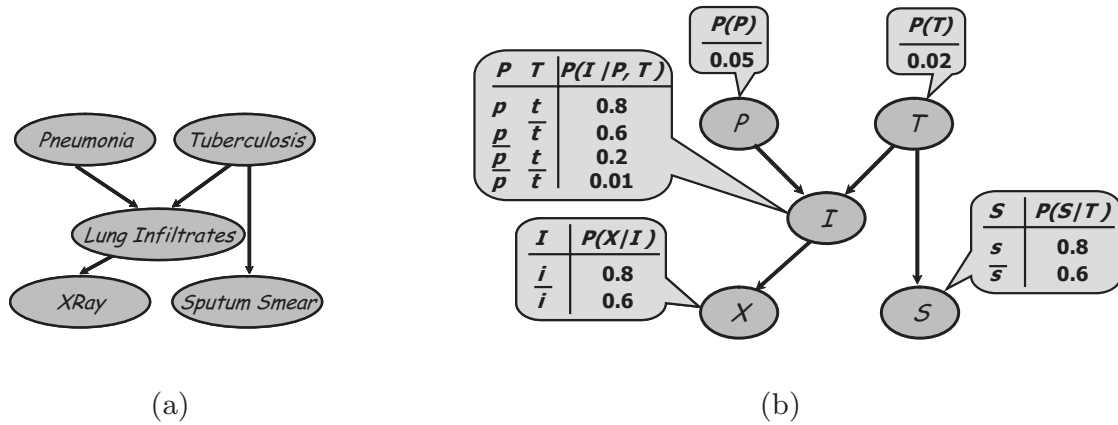 Pneumonia
Tuberculosis
Lung Infiltrates
XRay
Sputum Smear
(a)
P(P)
0.05
P(T)
0.02
P T P(I | P, T )
p t 0.8
p t̅ 0.6
p̅ t 0.2
p̅ t̅ 0.01
P
T
I
I P(X | I )
i 0.8
i̅ 0.6
X
S P(S | T )
s 0.8
s̅ 0.6
S
(b)